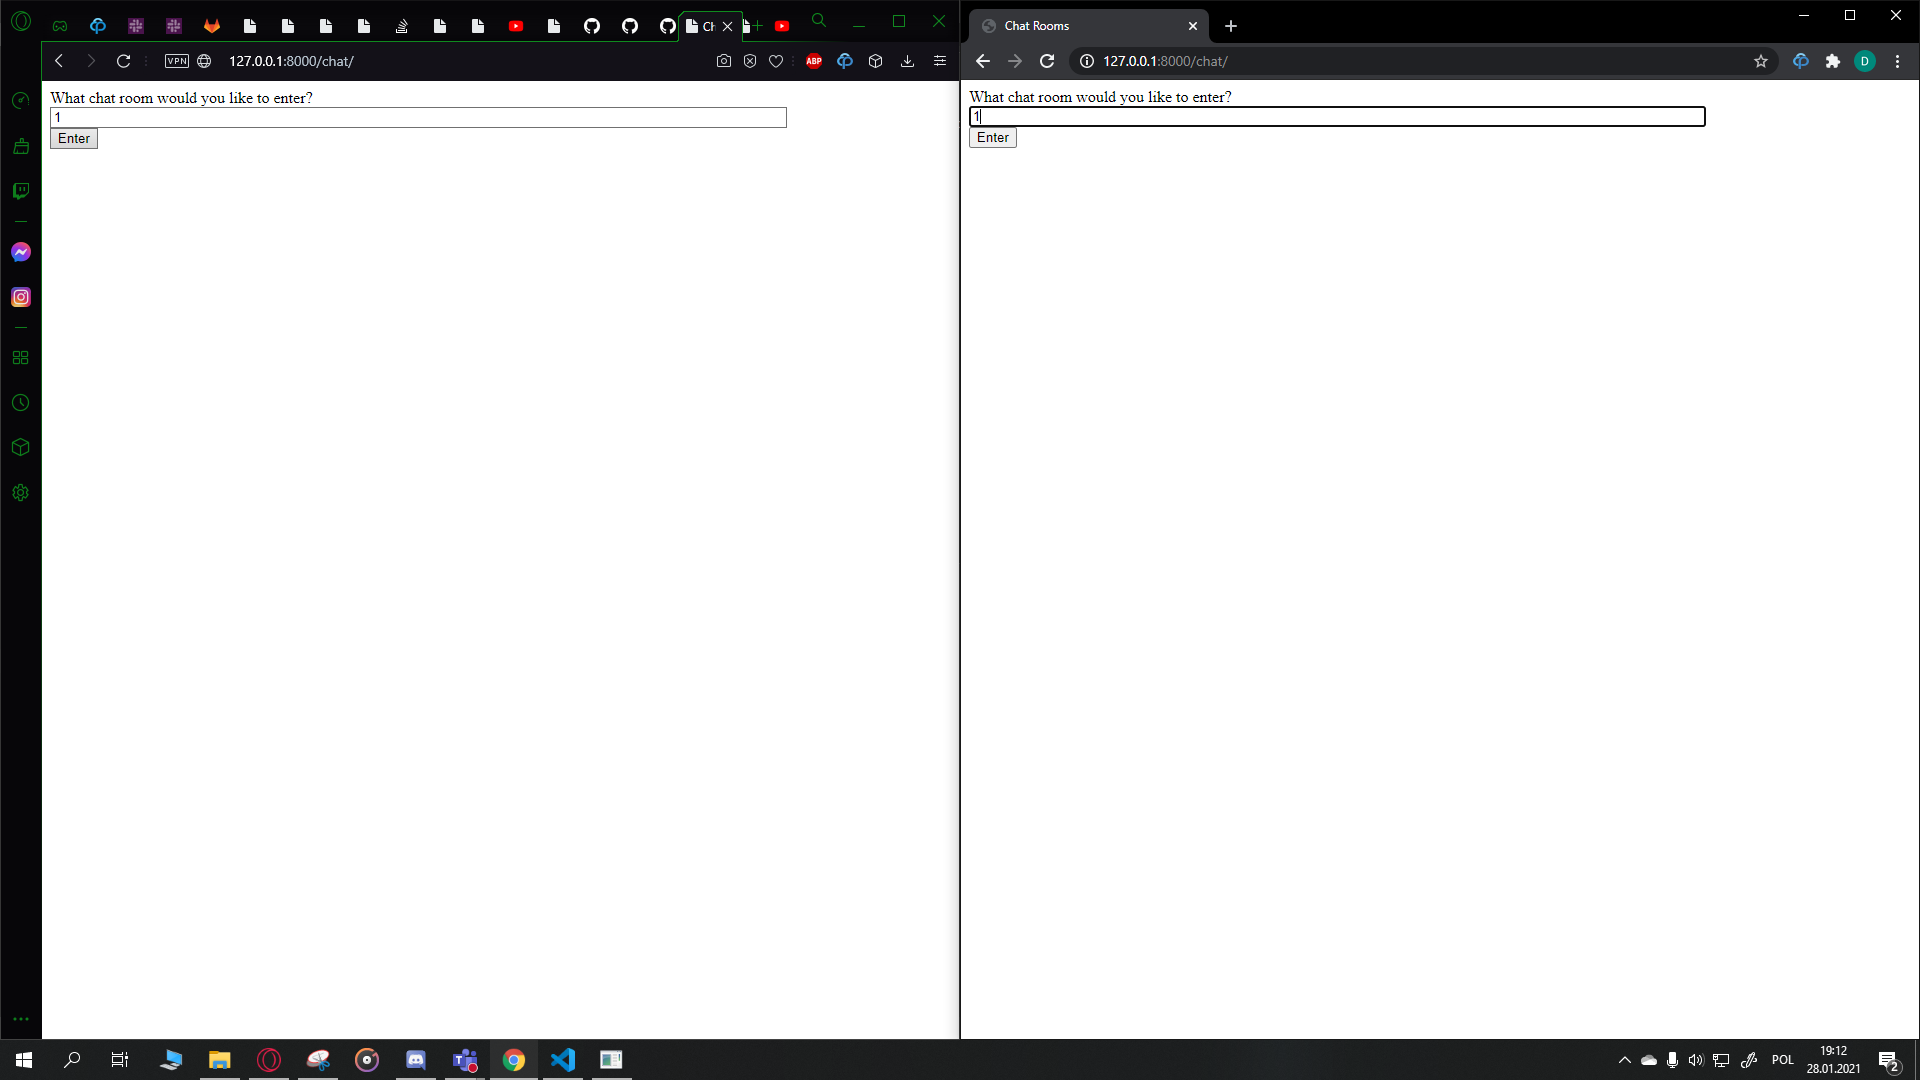 Ch
VPN
127.0.0.1:8000/chat/
ABP
What chat room would you like to enter?
1
Enter
Chat Rooms
127.0.0.1:8000/chat/
D
What chat room would you like to enter?
1
Enter
POL
19:12
28.01.2021
2